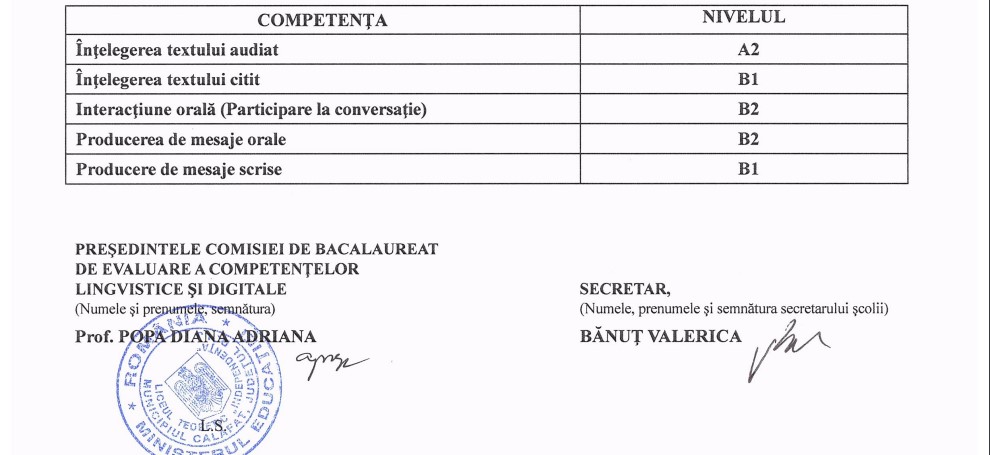 COMPETENŢA NIVELUL
Înţelegerea textului audiat A2
Înţelegerea textului citit B1
Interacţiune orală (Participare la conversaţie) B2
Producerea de mesaje orale B2
Producere de mesaje scrise B1
PREŞEDINTELE COMISIEI DE BACALAUREAT
DE EVALUARE A COMPETENŢELOR
LINGVISTICE ŞI DIGITALE
(Numele şi prenumele, semnătura)
Prof. POPA DIANA ADRIANA
SECRETAR,
(Numele, prenumele şi semnătura secretarului şcolii)
BĂNUŢ VALERICA
L.S.
ROMÂNIA
MINISTERUL EDUCAŢIEI
LICEUL TEORETIC „INDEPENDENŢA”
MUNICIPIUL CALAFAT, JUDEŢUL